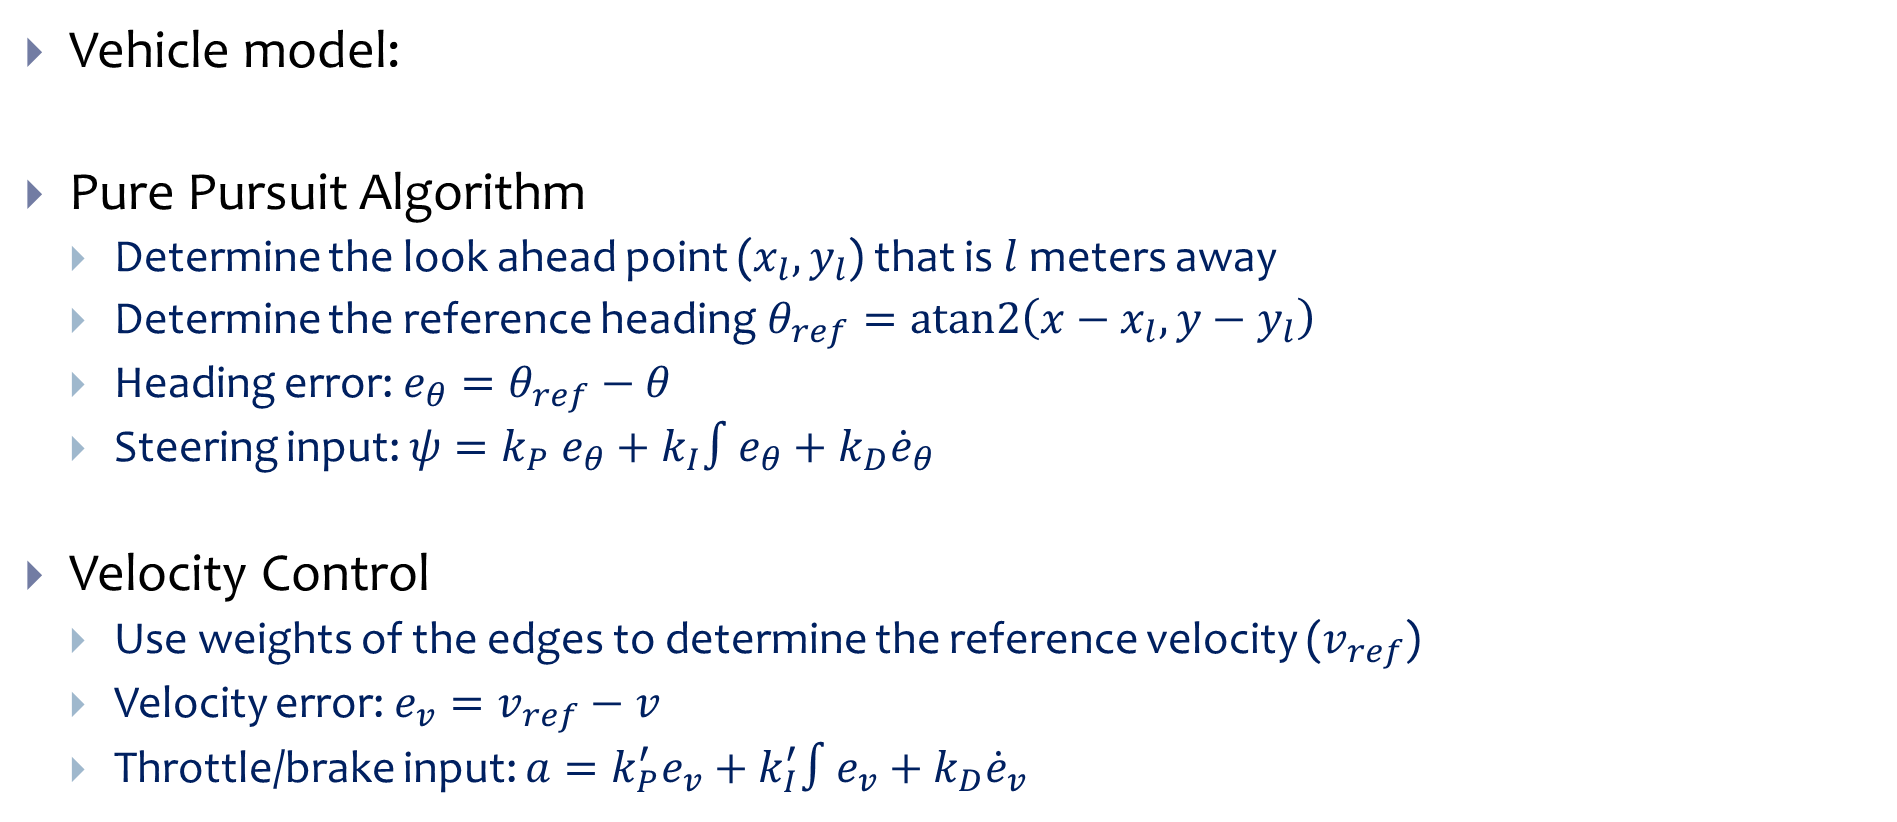 Vehicle model:
Pure Pursuit Algorithm
Determine the look ahead point (x_l, y_l) that is l meters away
Determine the reference heading θ_ref = atan2(x − x_l, y − y_l)
Heading error: e_θ = θ_ref − θ
Steering input: ψ = k_P e_θ + k_I ∫ e_θ + k_D ė_θ
Velocity Control
Use weights of the edges to determine the reference velocity (v_ref)
Velocity error: e_v = v_ref − v
Throttle/brake input: a = k′_P e_v + k′_I ∫ e_v + k_D ė_v